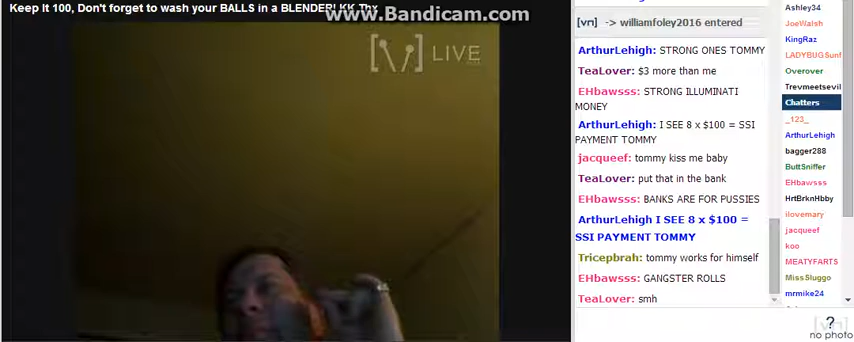 Keep It 100, Don't forget to wash your BALLS in a BLENDER! KK Thx
www.Bandicam.com
LIVE
[vn] -> williamfoley2016 entered
ArthurLehigh: STRONG ONES TOMMY
TeaLover: $3 more than me
EHbawsss: STRONG ILLUMINATI
MONEY
ArthurLehigh: I SEE 8 x $100 = SSI
PAYMENT TOMMY
jacqueef: tommy kiss me baby
TeaLover: put that in the bank
EHbawsss: BANKS ARE FOR PUSSIES
ArthurLehigh I SEE 8 x $100 =
SSI PAYMENT TOMMY
Tricepbrah: tommy works for himself
EHbawsss: GANGSTER ROLLS
TeaLover: smh
Ashley34
JoeWalsh
KingRaz
LADYBUGSunf
Overover
Trevmeetsevil
Chatters
_123_
ArthurLehigh
bagger288
ButtSniffer
EHbawsss
HrtBrknHbby
ilovemary
jacqueef
koo
MEATYFARTS
MissSluggo
mrmike24
?
[vn]
no photo